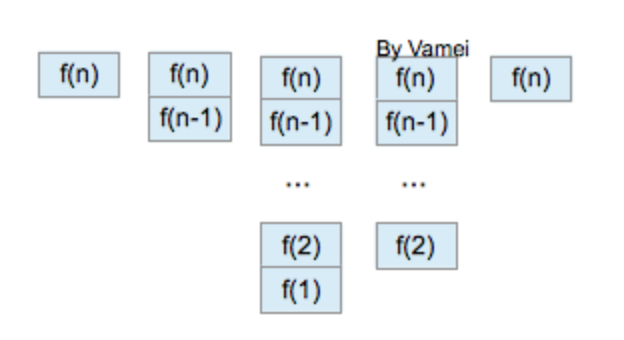 By Vamei
f(n)
f(n)
f(n)
f(n)
f(n)
f(n-1)
f(n-1)
f(n-1)
...
...
f(2)
f(2)
f(1)